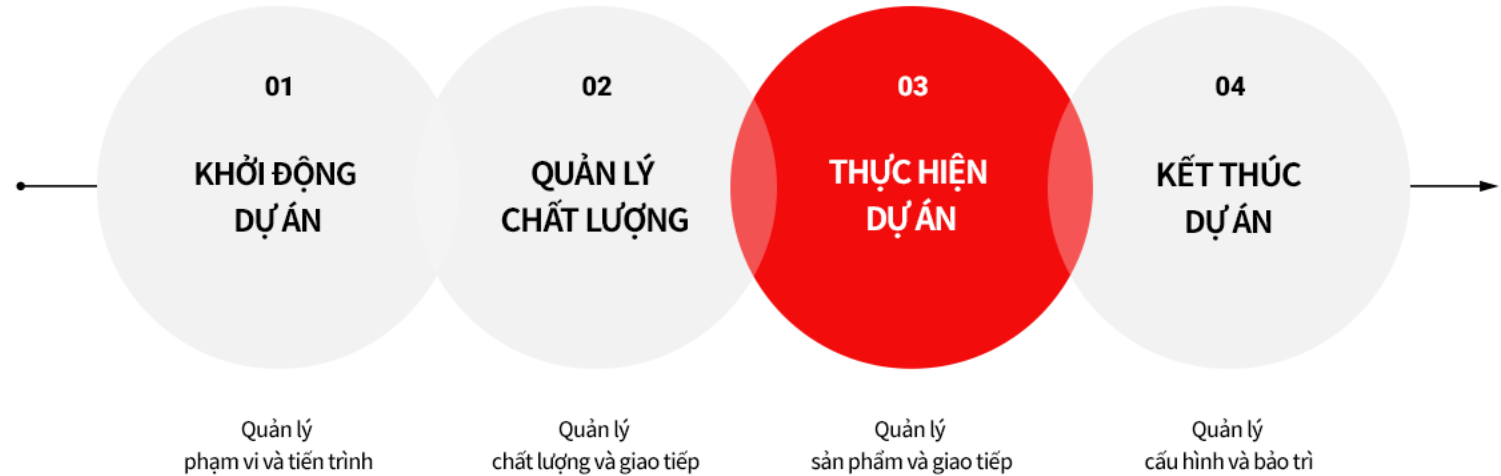 01
KHỞI ĐỘNG
DỰ ÁN
02
QUẢN LÝ
CHẤT LƯỢNG
03
THỰC HIỆN
DỰ ÁN
04
KẾT THÚC
DỰ ÁN
Quản lý
phạm vi và tiến trình
Quản lý
chất lượng và giao tiếp
Quản lý
sản phẩm và giao tiếp
Quản lý
cấu hình và bảo trì